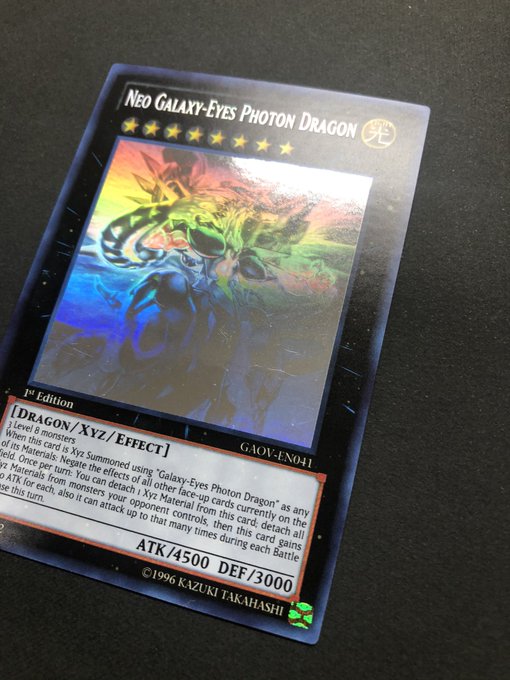 NEO GALAXY-EYES PHOTON DRAGON
光
1st Edition
GAOV-EN041
[DRAGON/XYZ/EFFECT]
3 Level 8 monsters
When this card is Xyz Summoned using "Galaxy-Eyes Photon Dragon" as any
of its Materials: Negate the effects of all other face-up cards currently on the
field. Once per turn: You can detach 1 Xyz Material from this card; detach all
Xyz Materials from monsters your opponent controls, then this card gains
ATK for each, also it can attack up to that many times during each Battle
this turn.
ATK/4500 DEF/3000
©1996 KAZUKI TAKAHASHI